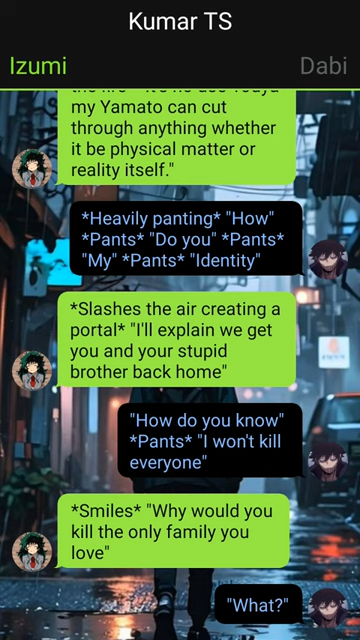 Kumar TS
Izumi
Dabi
my Yamato can cut
through anything whether
it be physical matter or
reality itself."
*Heavily panting* "How"
*Pants* "Do you" *Pants*
"My" *Pants* "Identity"
*Slashes the air creating a
portal* "I'll explain we get
you and your stupid
brother back home"
"How do you know"
*Pants* "I won't kill
everyone"
*Smiles* "Why would you
kill the only family you
love"
"What?"